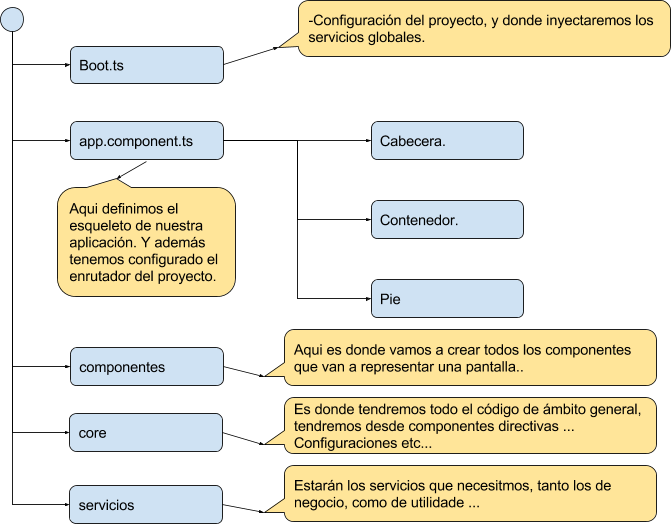 -Configuración del proyecto, y donde inyectaremos los
servicios globales.
Boot.ts
app.component.ts
Cabecera.
Aqui definimos el
esqueleto de nuestra
aplicación. Y además
tenemos configurado el
enrutador del proyecto.
Contenedor.
Pie
componentes
Aqui es donde vamos a crear todos los componentes
que van a representar una pantalla..
core
Es donde tendremos todo el código de ámbito general,
tendremos desde componentes directivas ...
Configuraciones etc...
servicios
Estarán los servicios que necesitmos, tanto los de
negocio, como de utilidade ...